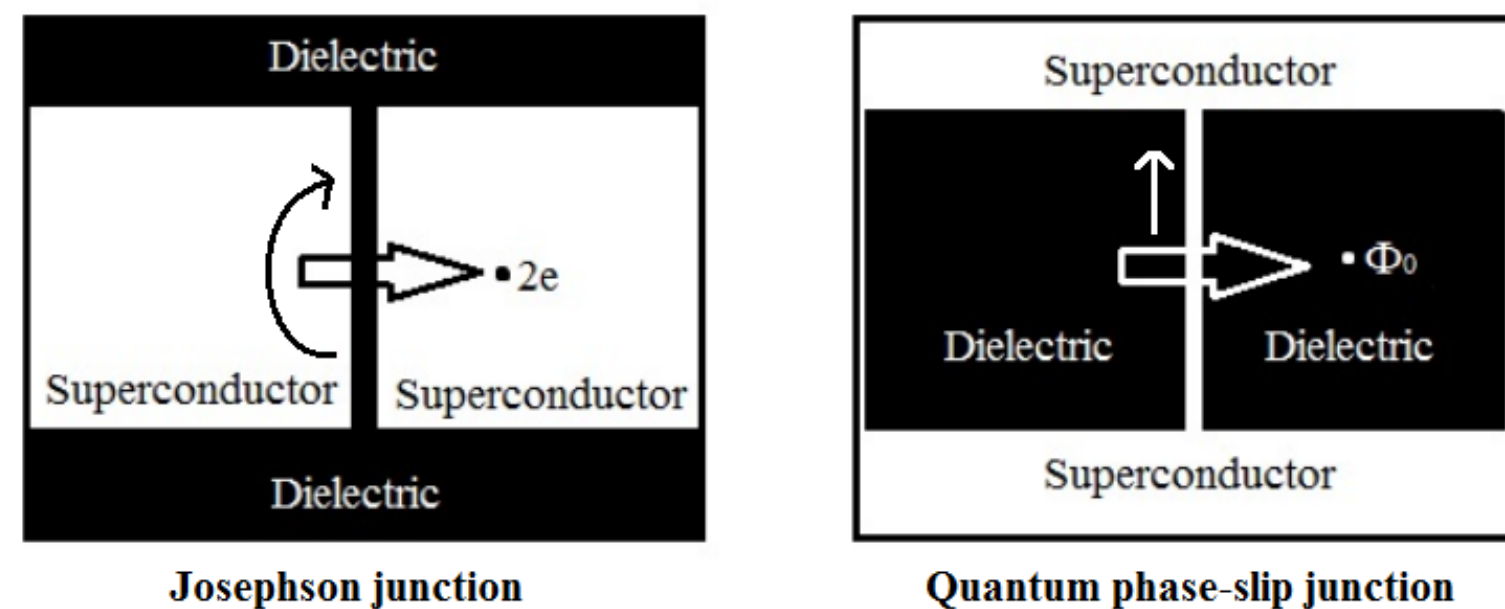 Dielectric
2e
Superconductor
Superconductor
Dielectric
Josephson junction
Superconductor
Φ₀
Dielectric
Dielectric
Superconductor
Quantum phase-slip junction